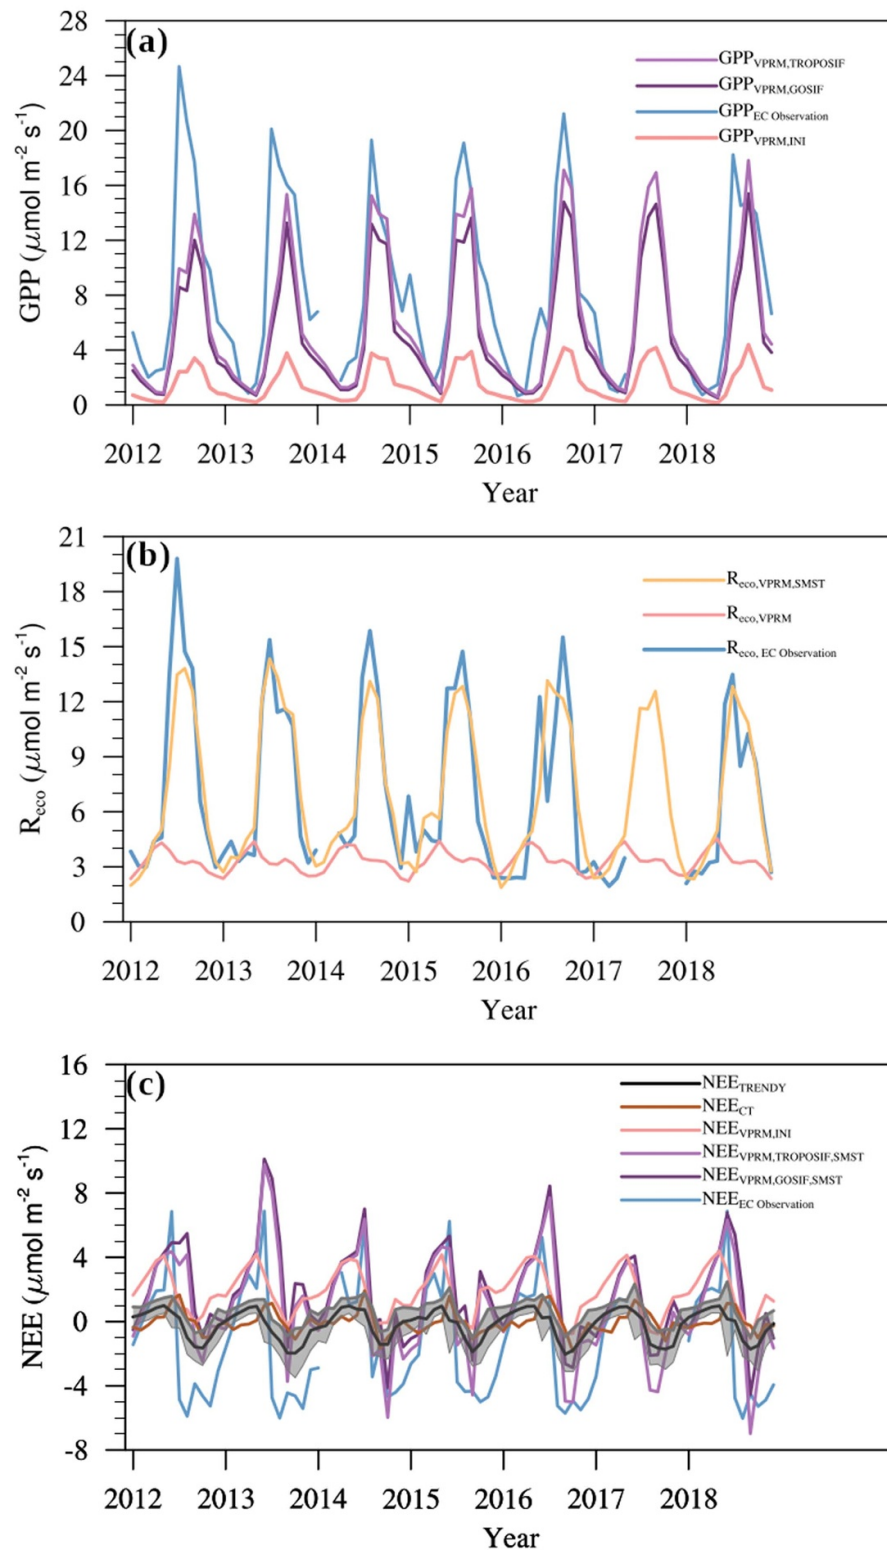 (a)
28
24
20
16
12
8
4
0
GPP (μmol m-2 s-1)
GPPVPRM,TROPOSIF
GPPVPRM,GOSIF
GPPEC Observation
GPPVPRM,INI
2012 2013 2014 2015 2016 2017 2018
Year
(b)
21
18
15
12
9
6
3
0
Reco (μmol m-2 s-1)
Reco,VPRM,SMST
Reco,VPRM
Reco, EC Observation
2012 2013 2014 2015 2016 2017 2018
Year
(c)
16
12
8
4
0
-4
-8
NEE (μmol m-2 s-1)
NEETRENDY
NEECT
NEEVPRM,INI
NEEVPRM,TROPOSIF,SMST
NEEVPRM,GOSIF,SMST
NEEEC Observation
2012 2013 2014 2015 2016 2017 2018
Year